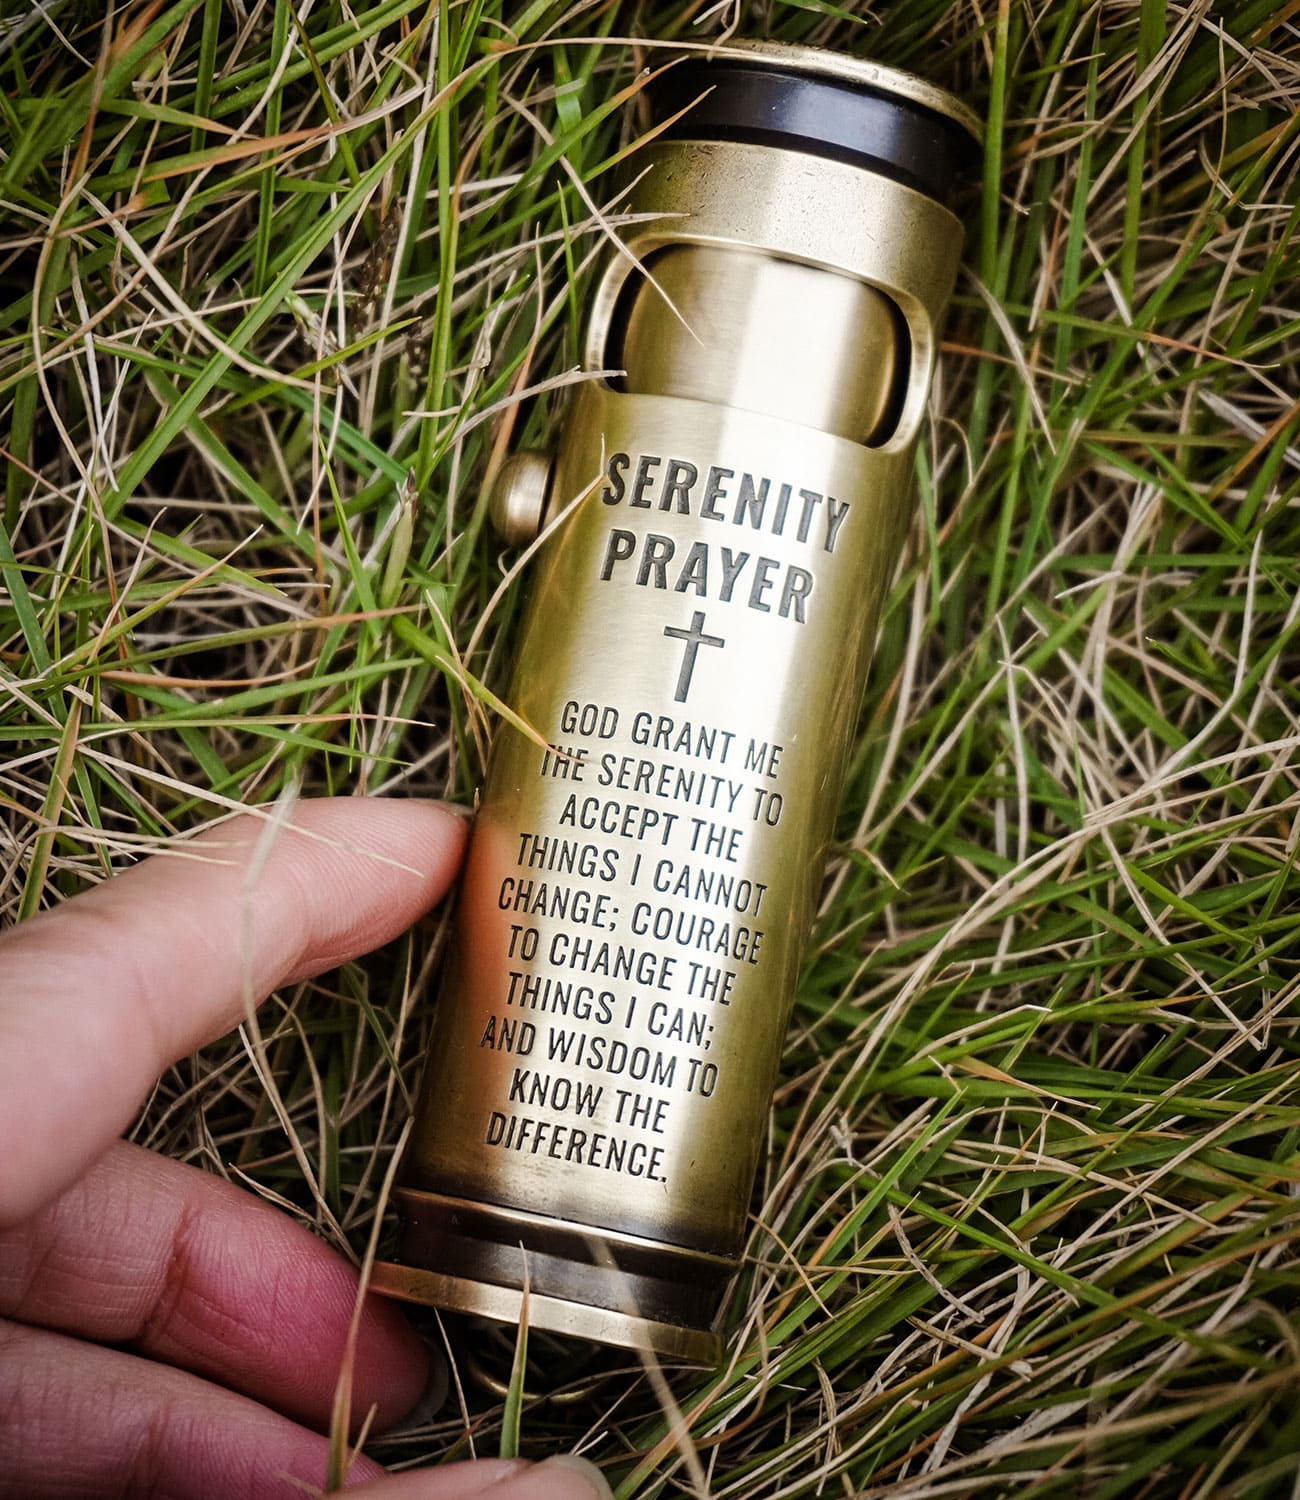 SERENITY
PRAYER
GOD GRANT ME
THE SERENITY TO
ACCEPT THE
THINGS I CANNOT
CHANGE; COURAGE
TO CHANGE THE
THINGS I CAN;
AND WISDOM TO
KNOW THE
DIFFERENCE.